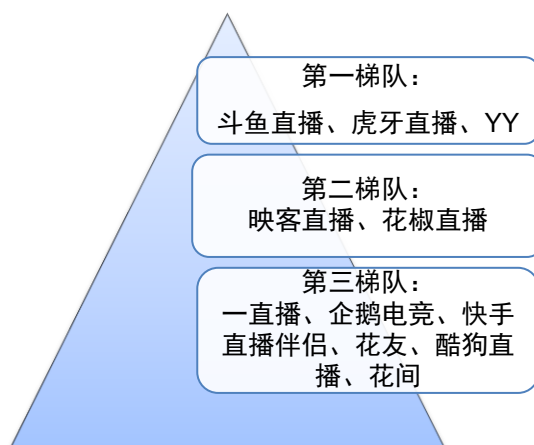 第一梯队：
斗鱼直播、虎牙直播、YY
第二梯队：
映客直播、花椒直播
第三梯队：
一直播、企鹅电竞、快手
直播伴侣、花友、酷狗直
播、花间